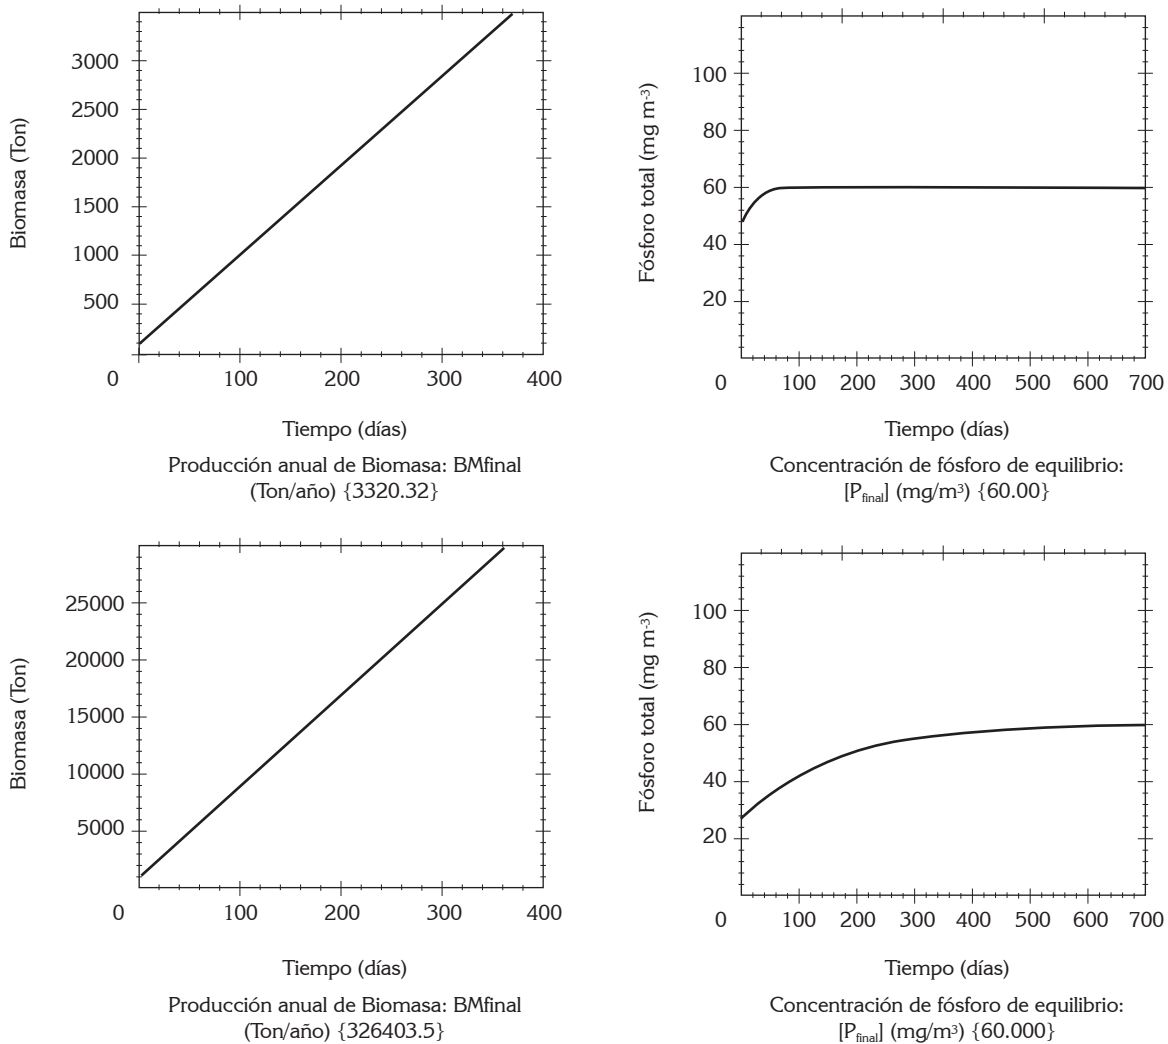 Biomasa (Ton)
3000
2500
2000
1500
1000
500
0 100 200 300 400
Tiempo (días)
Producción anual de Biomasa: BMfinal
(Ton/año) {3320.32}
Fósforo total (mg m-3)
100
80
60
40
20
0 100 200 300 400 500 600 700
Tiempo (días)
Concentración de fósforo de equilibrio:
[Pfinal] (mg/m3) {60.00}
Biomasa (Ton)
25000
20000
15000
10000
5000
0 100 200 300 400
Tiempo (días)
Producción anual de Biomasa: BMfinal
(Ton/año) {326403.5}
Fósforo total (mg m-3)
100
80
60
40
20
0 100 200 300 400 500 600 700
Tiempo (días)
Concentración de fósforo de equilibrio:
[Pfinal] (mg/m3) {60.000}